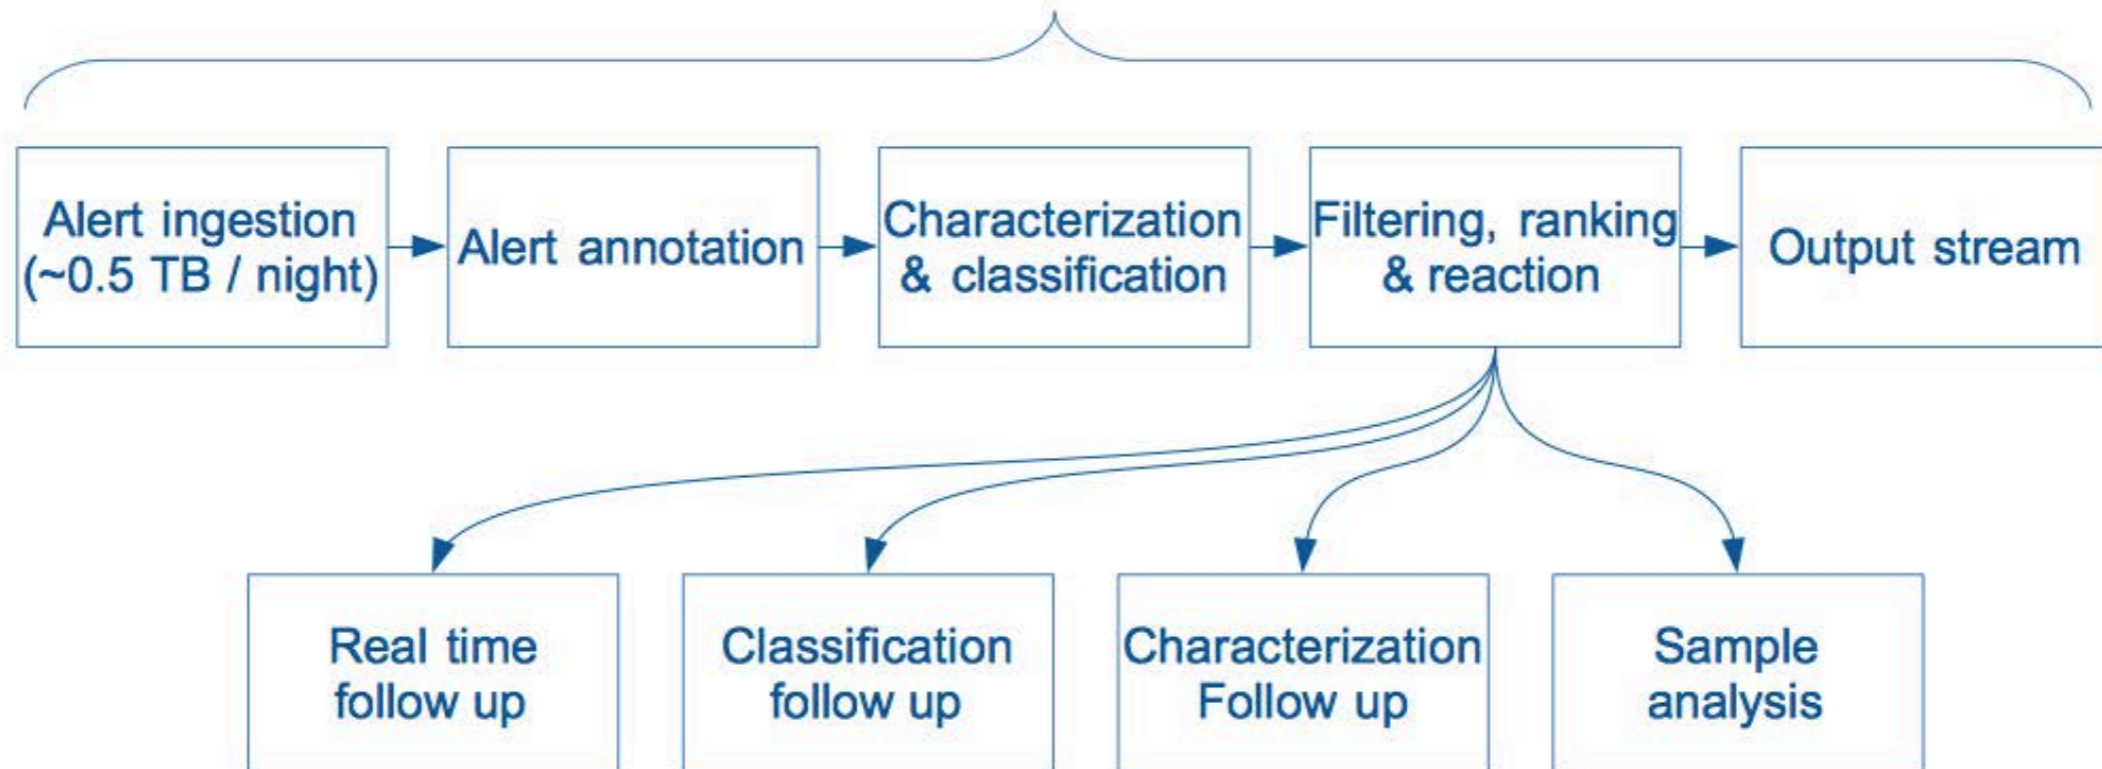 Alert ingestion
(~0.5 TB / night)
Alert annotation
Characterization
& classification
Filtering, ranking
& reaction
Output stream
Real time
follow up
Classification
follow up
Characterization
Follow up
Sample
analysis